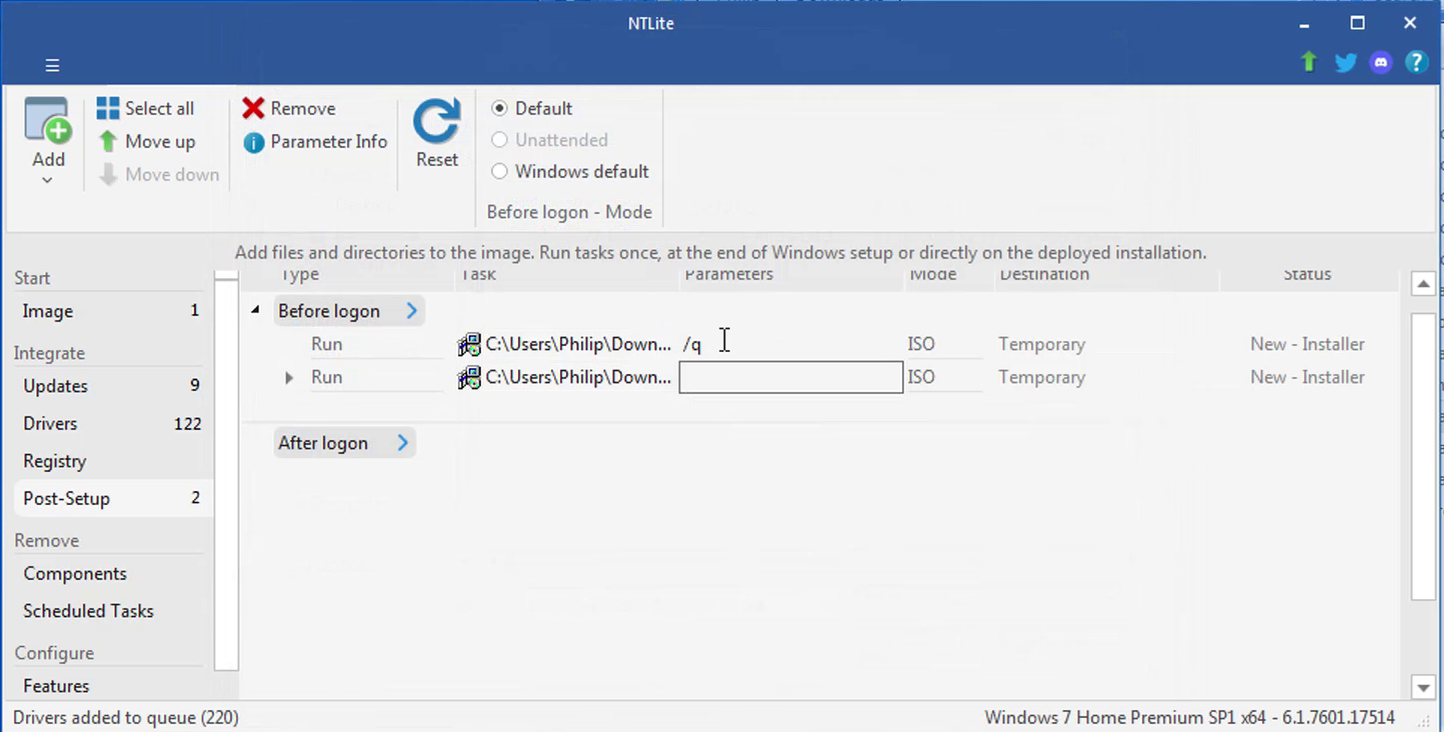 NTLite
Add
Select all
Move up
Move down
Remove
Parameter Info
Reset
Default
Unattended
Windows default
Before logon - Mode
Add files and directories to the image. Run tasks once, at the end of Windows setup or directly on the deployed installation.
Start
Image 1
Integrate
Updates 9
Drivers 122
Registry
Post-Setup 2
Remove
Components
Scheduled Tasks
Configure
Features
Type Task Parameters Mode Destination Status
Before logon
Run C:\Users\Philip\Down... /q ISO Temporary New - Installer
Run C:\Users\Philip\Down... ISO Temporary New - Installer
After logon
Drivers added to queue (220) Windows 7 Home Premium SP1 x64 - 6.1.7601.17514